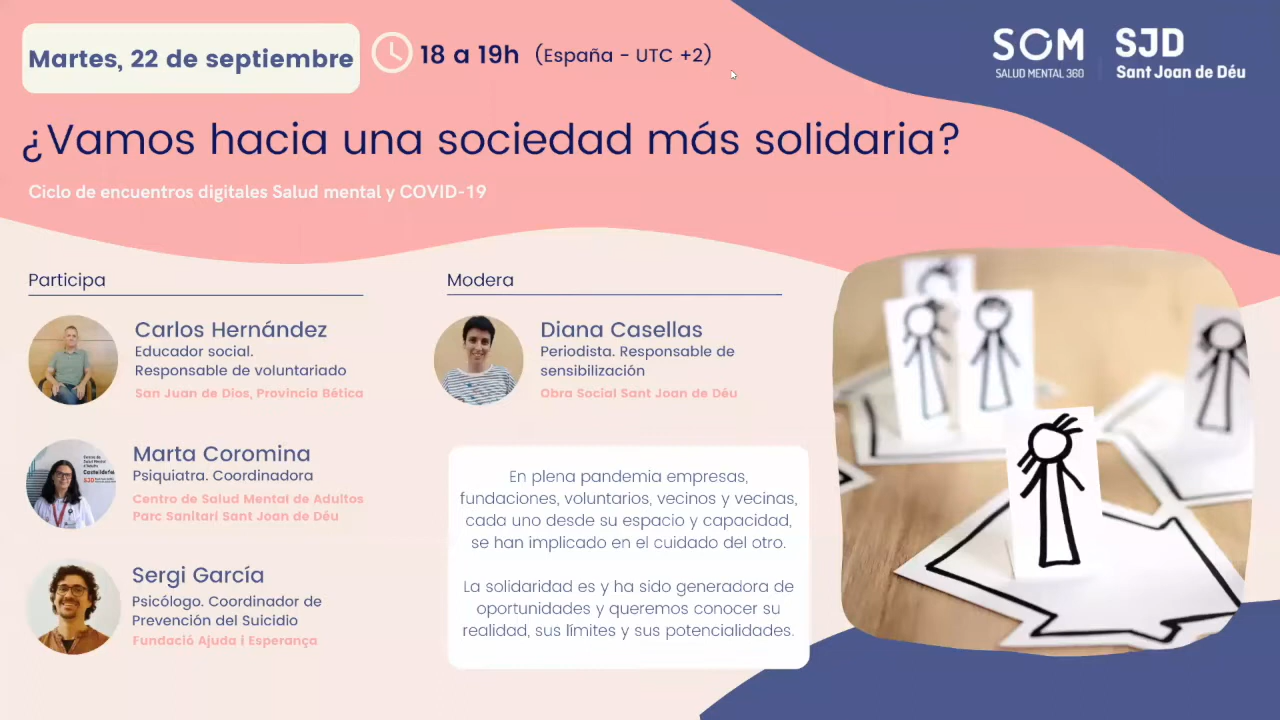 Martes, 22 de septiembre
18 a 19h (España - UTC +2)
SOM
SALUD MENTAL 360
SJD
Sant Joan de Déu
¿Vamos hacia una sociedad más solidaria?
Ciclo de encuentros digitales Salud mental y COVID-19
Participa
Carlos Hernández
Educador social.
Responsable de voluntariado
San Juan de Dios, Provincia Bética
Marta Coromina
Psiquiatra. Coordinadora
Centro de Salud Mental de Adultos
Parc Sanitari Sant Joan de Déu
Sergi García
Psicólogo. Coordinador de
Prevención del Suicidio
Fundació Ajuda i Esperança
Modera
Diana Casellas
Periodista. Responsable de
sensibilización
Obra Social Sant Joan de Déu
En plena pandemia empresas,
fundaciones, voluntarios, vecinos y vecinas,
cada uno desde su espacio y capacidad,
se han implicado en el cuidado del otro.
La solidaridad es y ha sido generadora de
oportunidades y queremos conocer su
realidad, sus límites y sus potencialidades.